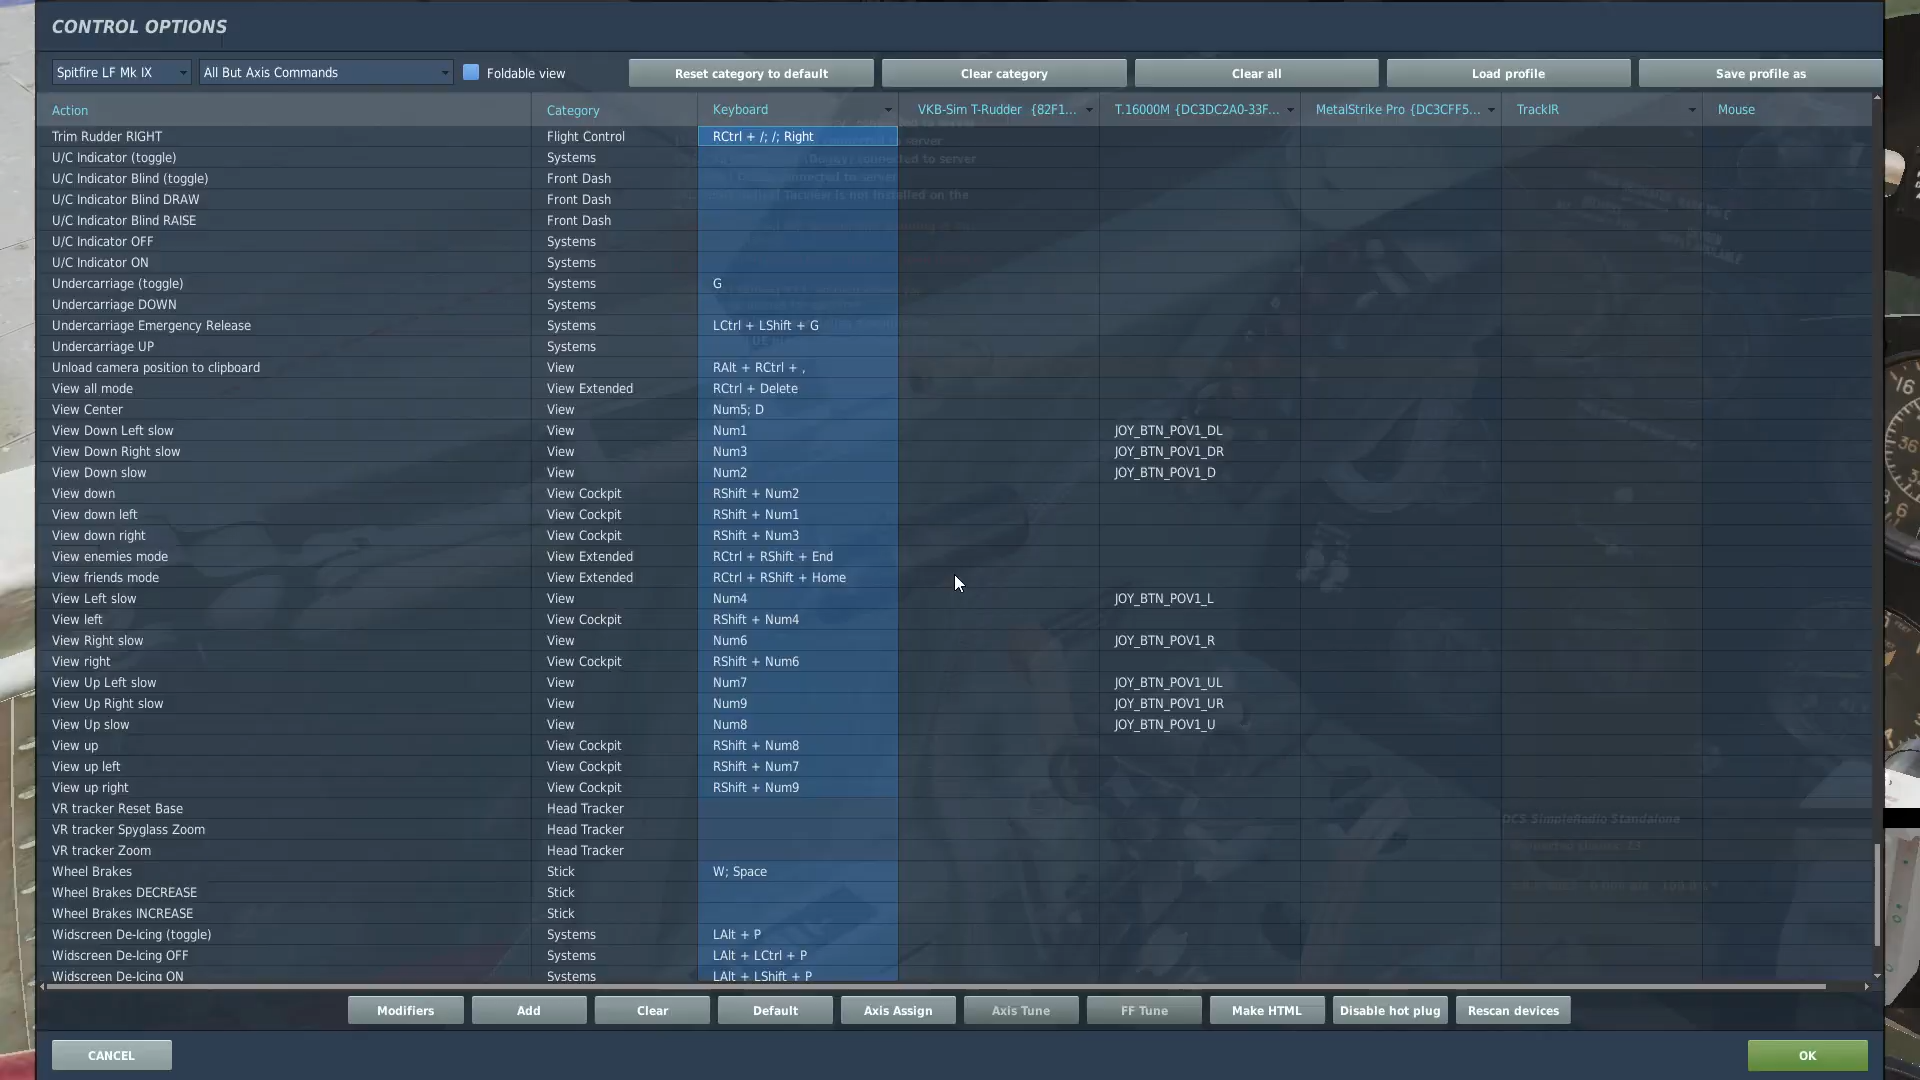 CONTROL OPTIONS
Spitfire LF Mk IX All But Axis Commands Foldable view Reset category to default Clear category Clear all Load profile Save profile as
Action Category Keyboard VKB-Sim T-Rudder {82F1... T.16000M {DC3DC2A0-33F... MetalStrike Pro {DC3CFF5... TrackIR Mouse
Trim Rudder RIGHT Flight Control RCtrl + /; /; Right
U/C Indicator (toggle) Systems
U/C Indicator Blind (toggle) Front Dash
U/C Indicator Blind DRAW Front Dash
U/C Indicator Blind RAISE Front Dash
U/C Indicator OFF Systems
U/C Indicator ON Systems
Undercarriage (toggle) Systems G
Undercarriage DOWN Systems
Undercarriage Emergency Release Systems LCtrl + LShift + G
Undercarriage UP Systems
Unload camera position to clipboard View RAlt + RCtrl + ,
View all mode View Extended RCtrl + Delete
View Center View Num5; D
View Down Left slow View Num1 JOY_BTN_POV1_DL
View Down Right slow View Num3 JOY_BTN_POV1_DR
View Down slow View Num2 JOY_BTN_POV1_D
View down View Cockpit RShift + Num2
View down left View Cockpit RShift + Num1
View down right View Cockpit RShift + Num3
View enemies mode View Extended RCtrl + RShift + End
View friends mode View Extended RCtrl + RShift + Home
View Left slow View Num4 JOY_BTN_POV1_L
View left View Cockpit RShift + Num4
View Right slow View Num6 JOY_BTN_POV1_R
View right View Cockpit RShift + Num6
View Up Left slow View Num7 JOY_BTN_POV1_UL
View Up Right slow View Num9 JOY_BTN_POV1_UR
View Up slow View Num8 JOY_BTN_POV1_U
View up View Cockpit RShift + Num8
View up left View Cockpit RShift + Num7
View up right View Cockpit RShift + Num9
VR tracker Reset Base Head Tracker
VR tracker Spyglass Zoom Head Tracker
VR tracker Zoom Head Tracker
DCS SimpleRadio Standalone
Wheel Brakes Stick W; Space
Wheel Brakes DECREASE Stick
Wheel Brakes INCREASE Stick
Widscreen De-Icing (toggle) Systems LAlt + P
Widscreen De-Icing OFF Systems LAlt + LCtrl + P
Widscreen De-Icing ON Systems LAlt + LShift + P
Modifiers Add Clear Default Axis Assign Axis Tune FF Tune Make HTML Disable hot plug Rescan devices
CANCEL OK